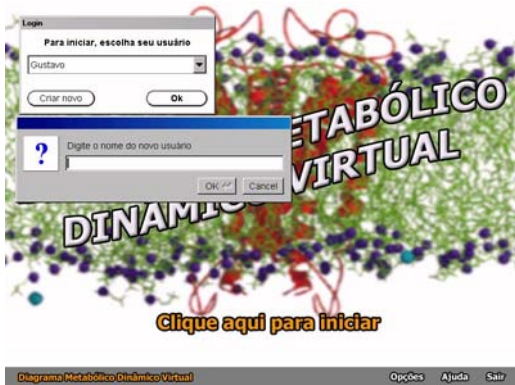 Login
Para iniciar, escolha seu usuário
Gustavo
Criar novo
Ok
ETABÓLICO
Digite o nome do novo usuário
?
OK
Cancel
DINÂMICO VIRTUAL
Clique aqui para iniciar
Diagrama Metabólico Dinâmico Virtual
Opções
Ajuda
Sair